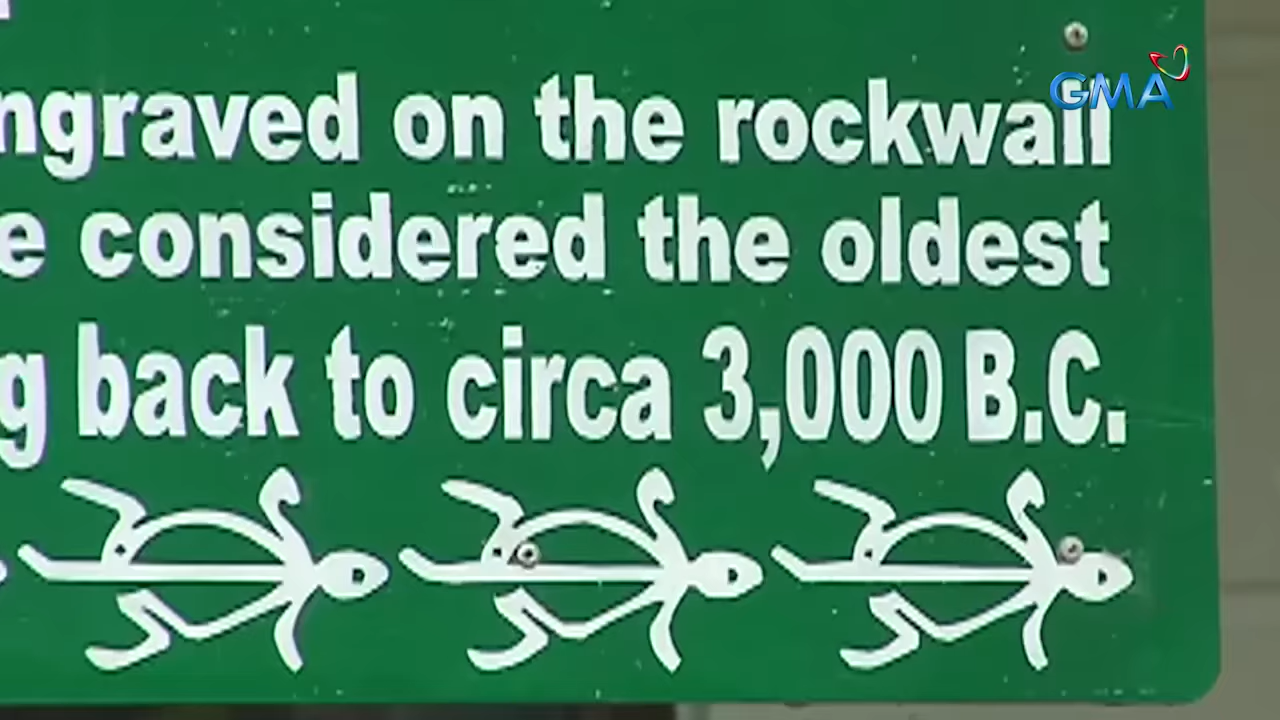 GMA
ngraved on the rockwall
e considered the oldest
g back to circa 3,000 B.C.